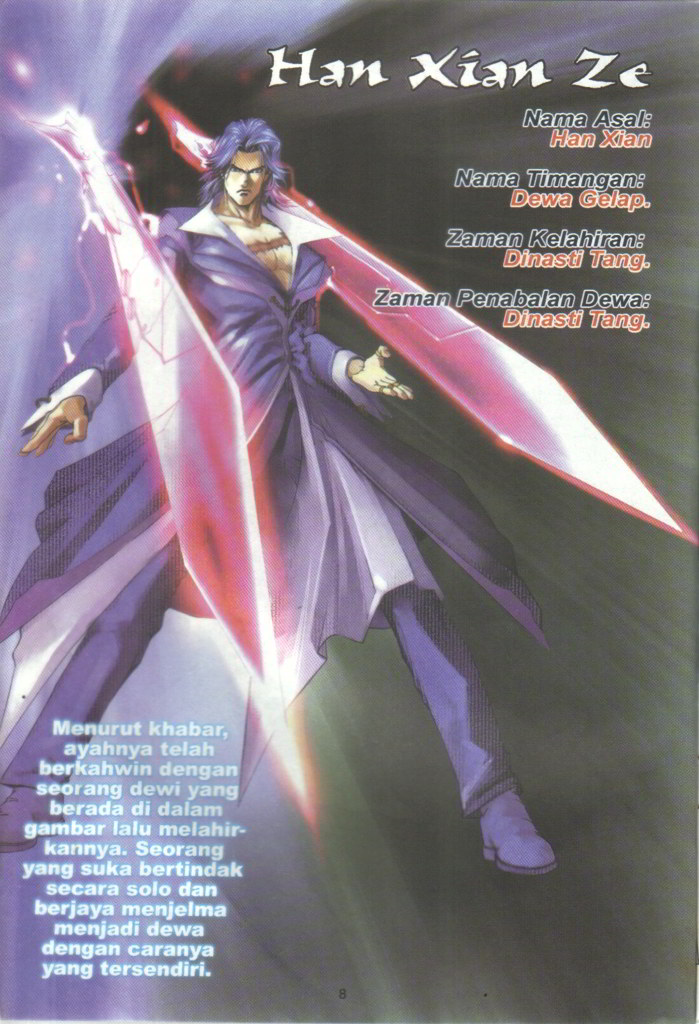 Han Xian Ze
Nama Asal:
Han Xian
Nama Timangan:
Dewa Gelap.
Zaman Kelahiran:
Dinasti Tang.
Zaman Penabalan Dewa:
Dinasti Tang.
Menurut khabar,
ayahnya telah
berkahwin dengan
seorang dewi yang
berada di dalam
gambar lalu melahir-
kannya. Seorang
yang suka bertindak
secara solo dan
berjaya menjelma
menjadi dewa
dengan caranya
yang tersendiri.
8